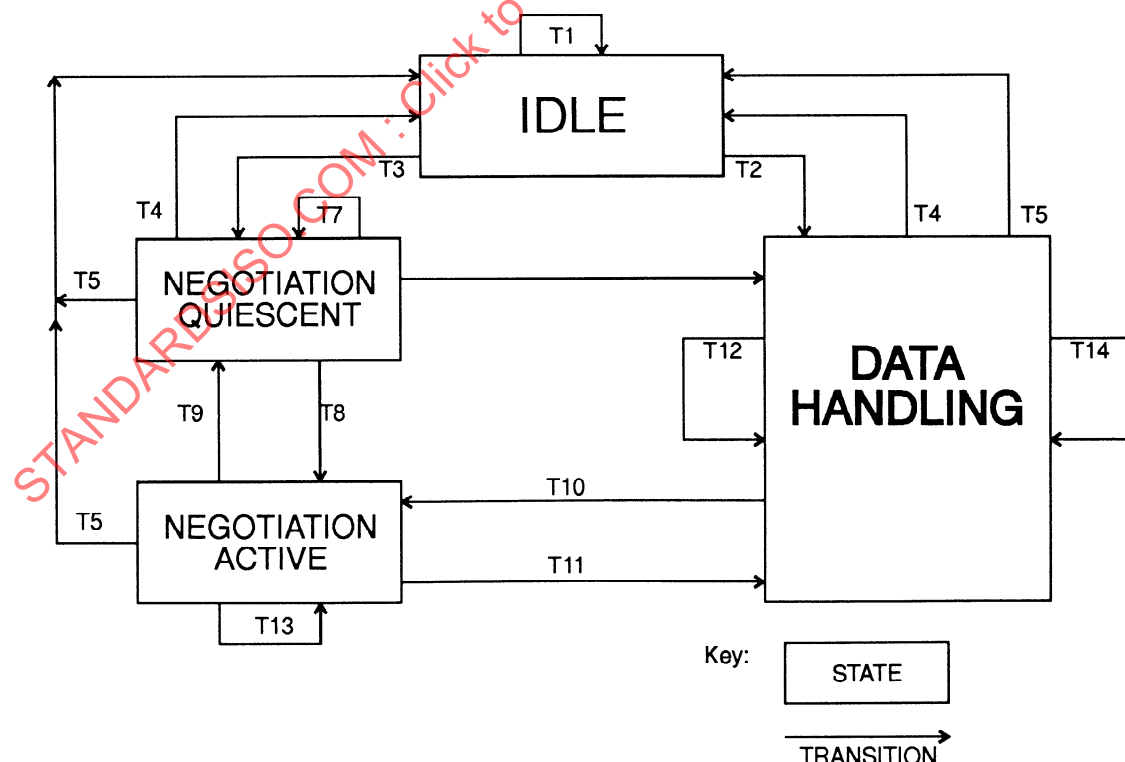 T1
IDLE
T3
T2
T4
T7
T4
T5
T5
NEGOTIATION
QUIESCENT
T12
T14
DATA
HANDLING
T9
T8
T10
T5
NEGOTIATION
ACTIVE
T11
T13
Key:
STATE
TRANSITION
STANDARDSISO.COM : Click to